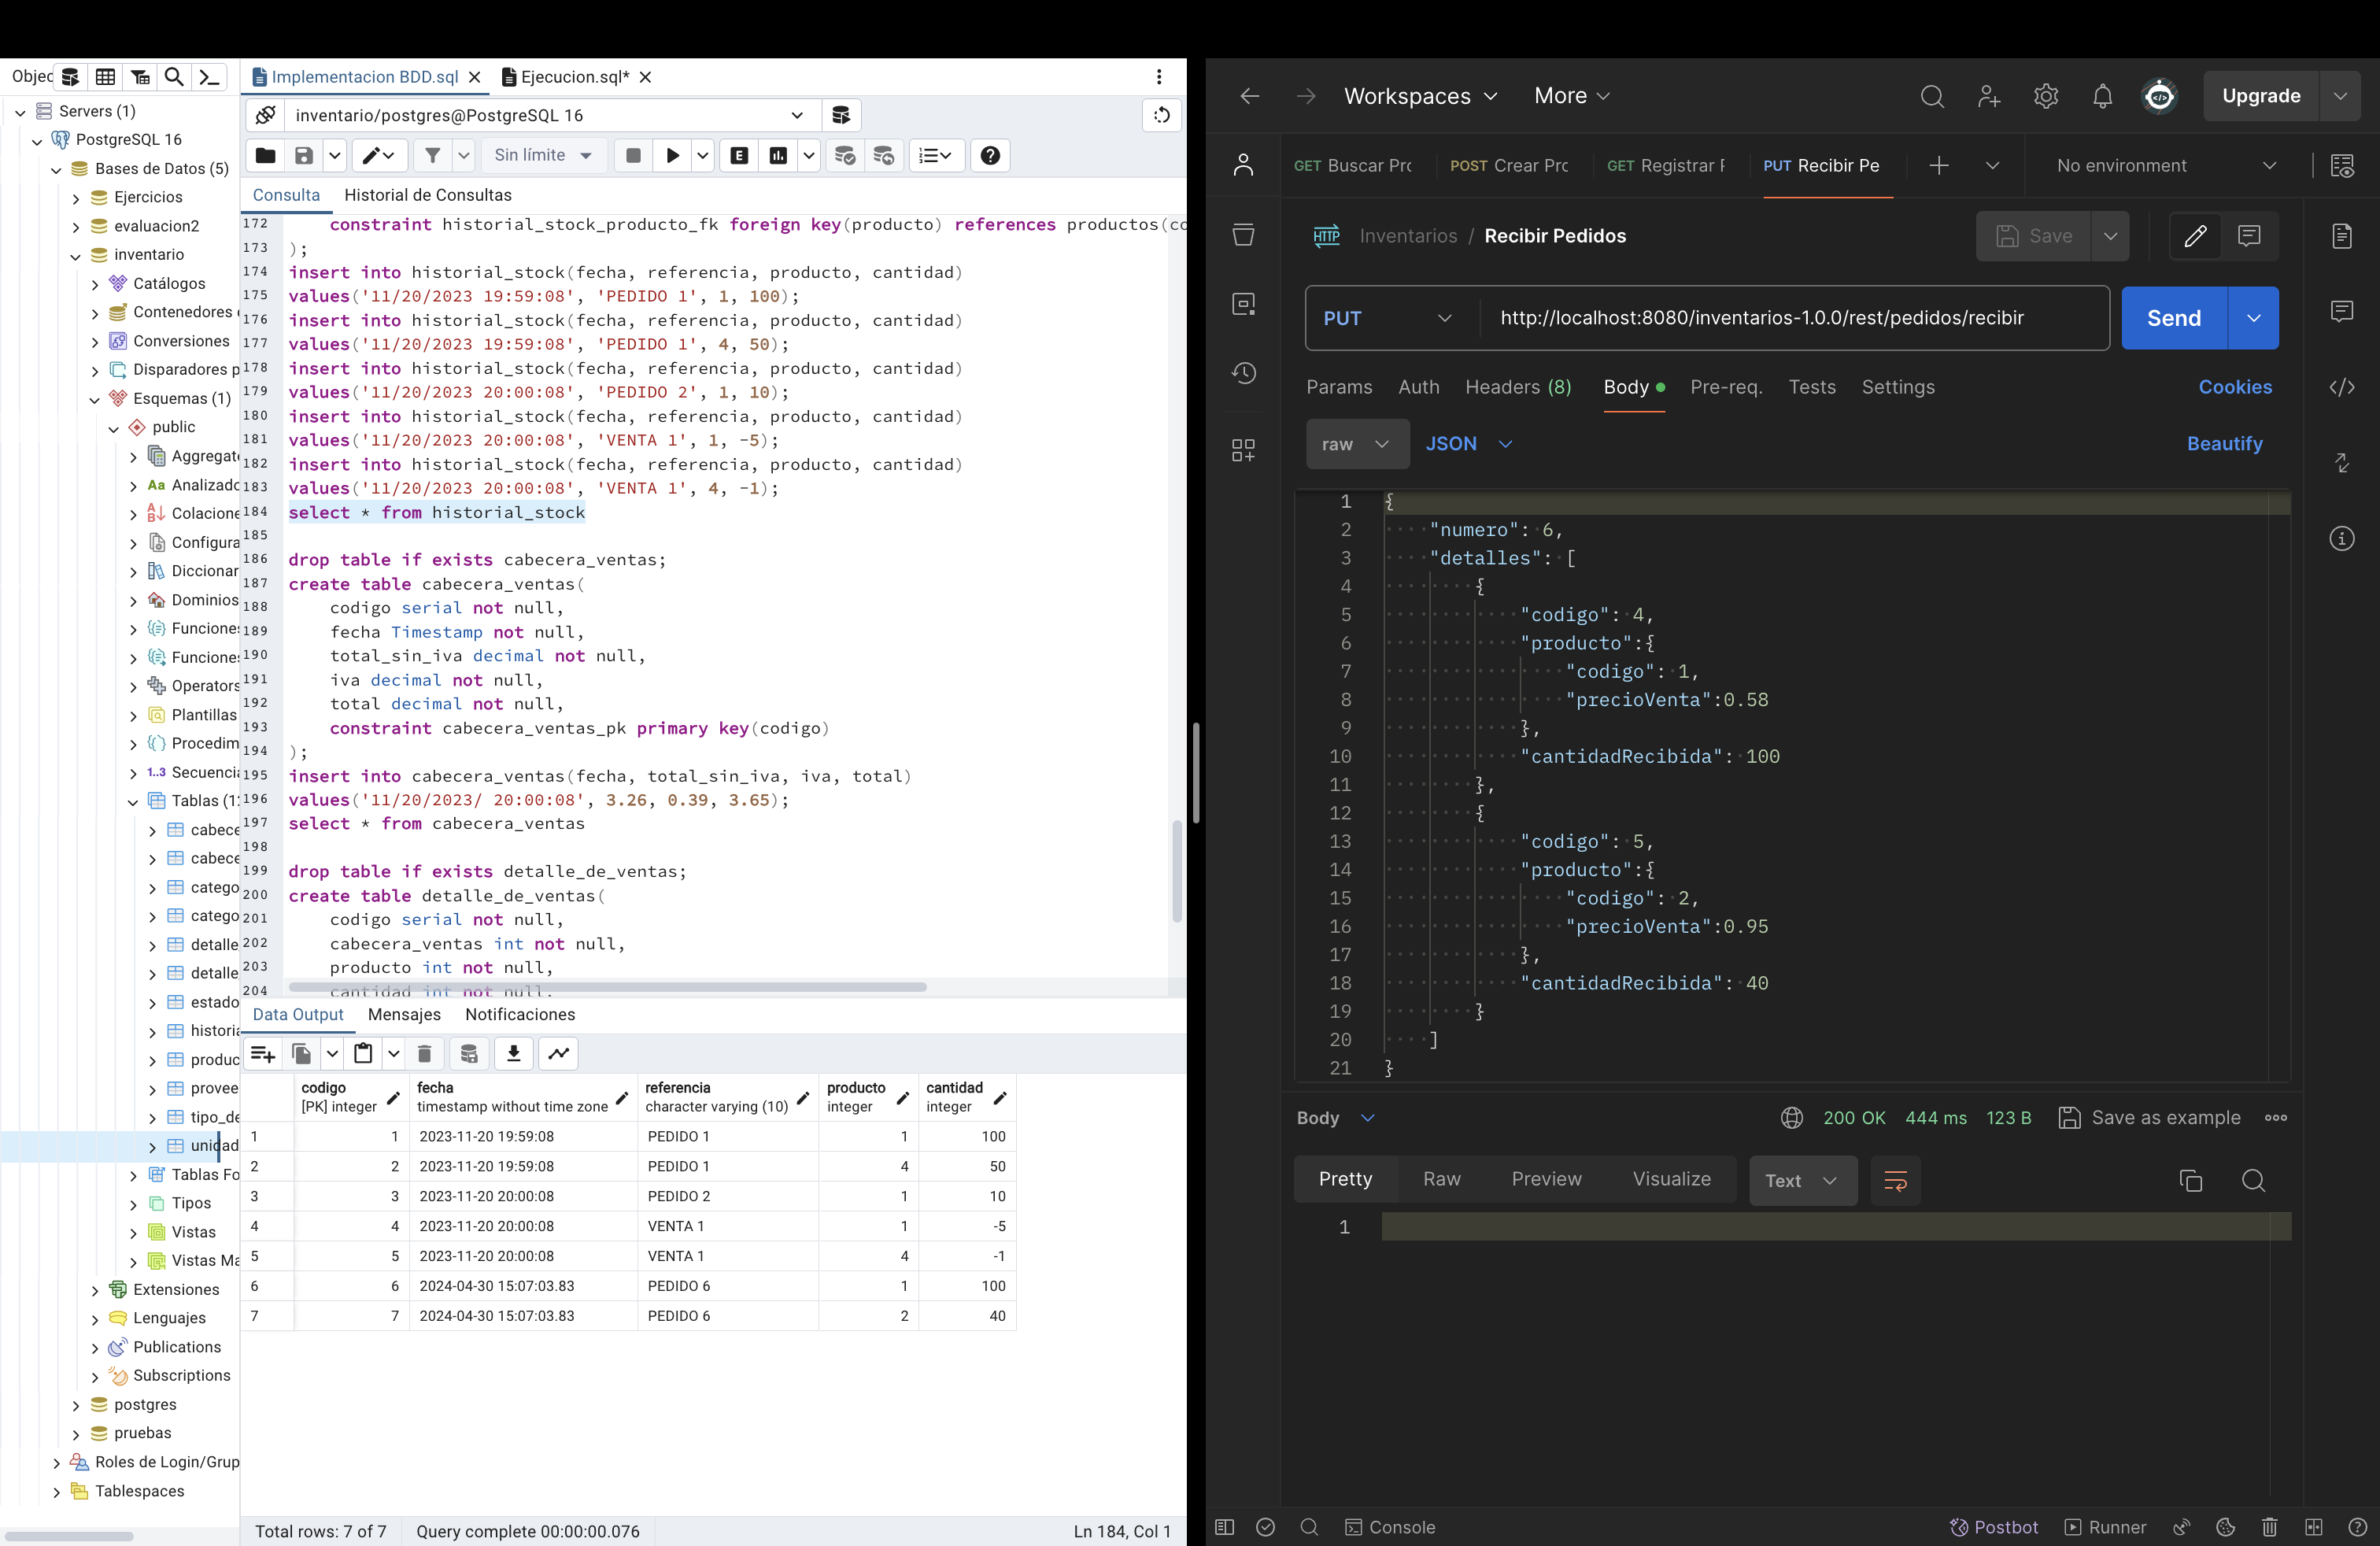 Objec
Servers (1)
PostgreSQL 16
Bases de Datos (5)
Ejercicios
evaluacion2
inventario
Catálogos
Contenedores
Conversiones
Disparadores p
Esquemas (1)
public
Aggregate
Aa Analizado
Colacione
Configura
Diccionar
Dominios
Funcione
Funcione
Operators
Plantillas
Procedim
1..3 Secuencia
Tablas (1
cabece
cabece
catego
catego
detalle
detalle
estado
historia
produc
provee
tipo_de
unidad
Tablas Fo
Tipos
Vistas
Vistas Ma
Extensiones
Lenguajes
Publications
Subscriptions
postgres
pruebas
Roles de Login/Grup
Tablespaces
Implementacion BDD.sql
Ejecucion.sql*
inventario/postgres@PostgreSQL 16
Sin límite
E
Consulta Historial de Consultas
172 constraint historial_stock_producto_fk foreign key(producto) references productos(co
173 );
174 insert into historial_stock(fecha, referencia, producto, cantidad)
175 values('11/20/2023 19:59:08', 'PEDIDO 1', 1, 100);
176 insert into historial_stock(fecha, referencia, producto, cantidad)
177 values('11/20/2023 19:59:08', 'PEDIDO 1', 4, 50);
178 insert into historial_stock(fecha, referencia, producto, cantidad)
179 values('11/20/2023 20:00:08', 'PEDIDO 2', 1, 10);
180 insert into historial_stock(fecha, referencia, producto, cantidad)
181 values('11/20/2023 20:00:08', 'VENTA 1', 1, -5);
182 insert into historial_stock(fecha, referencia, producto, cantidad)
183 values('11/20/2023 20:00:08', 'VENTA 1', 4, -1);
184 select * from historial_stock
185
186 drop table if exists cabecera_ventas;
187 create table cabecera_ventas(
188 codigo serial not null,
189 fecha Timestamp not null,
190 total_sin_iva decimal not null,
191 iva decimal not null,
192 total decimal not null,
193 constraint cabecera_ventas_pk primary key(codigo)
194 );
195 insert into cabecera_ventas(fecha, total_sin_iva, iva, total)
196 values('11/20/2023/ 20:00:08', 3.26, 0.39, 3.65);
197 select * from cabecera_ventas
198
199 drop table if exists detalle_de_ventas;
200 create table detalle_de_ventas(
201 codigo serial not null,
202 cabecera_ventas int not null,
203 producto int not null,
204 cantidad int not null,
Data Output Mensajes Notificaciones
codigo fecha referencia producto cantidad
[PK] integer timestamp without time zone character varying (10) integer integer
1 1 2023-11-20 19:59:08 PEDIDO 1 1 100
2 2 2023-11-20 19:59:08 PEDIDO 1 4 50
3 3 2023-11-20 20:00:08 PEDIDO 2 1 10
4 4 2023-11-20 20:00:08 VENTA 1 1 -5
5 5 2023-11-20 20:00:08 VENTA 1 4 -1
6 6 2024-04-30 15:07:03.83 PEDIDO 6 1 100
7 7 2024-04-30 15:07:03.83 PEDIDO 6 2 40
Total rows: 7 of 7 Query complete 00:00:00.076 Ln 184, Col 1
Workspaces More Upgrade
GET Buscar Prc POST Crear Prc GET Registrar P PUT Recibir Pe No environment
HTTP Inventarios / Recibir Pedidos Save
PUT http://localhost:8080/inventarios-1.0.0/rest/pedidos/recibir Send
Params Auth Headers (8) Body Pre-req. Tests Settings Cookies
raw JSON Beautify
1 {
2 "numero": 6,
3 "detalles": [
4 {
5 "codigo": 4,
6 "producto":{
7 "codigo": 1,
8 "precioVenta":0.58
9 },
10 "cantidadRecibida": 100
11 },
12 {
13 "codigo": 5,
14 "producto":{
15 "codigo": 2,
16 "precioVenta":0.95
17 },
18 "cantidadRecibida": 40
19 }
20 ]
21 }
Body 200 OK 444 ms 123 B Save as example
Pretty Raw Preview Visualize Text
1
Console Postbot Runner